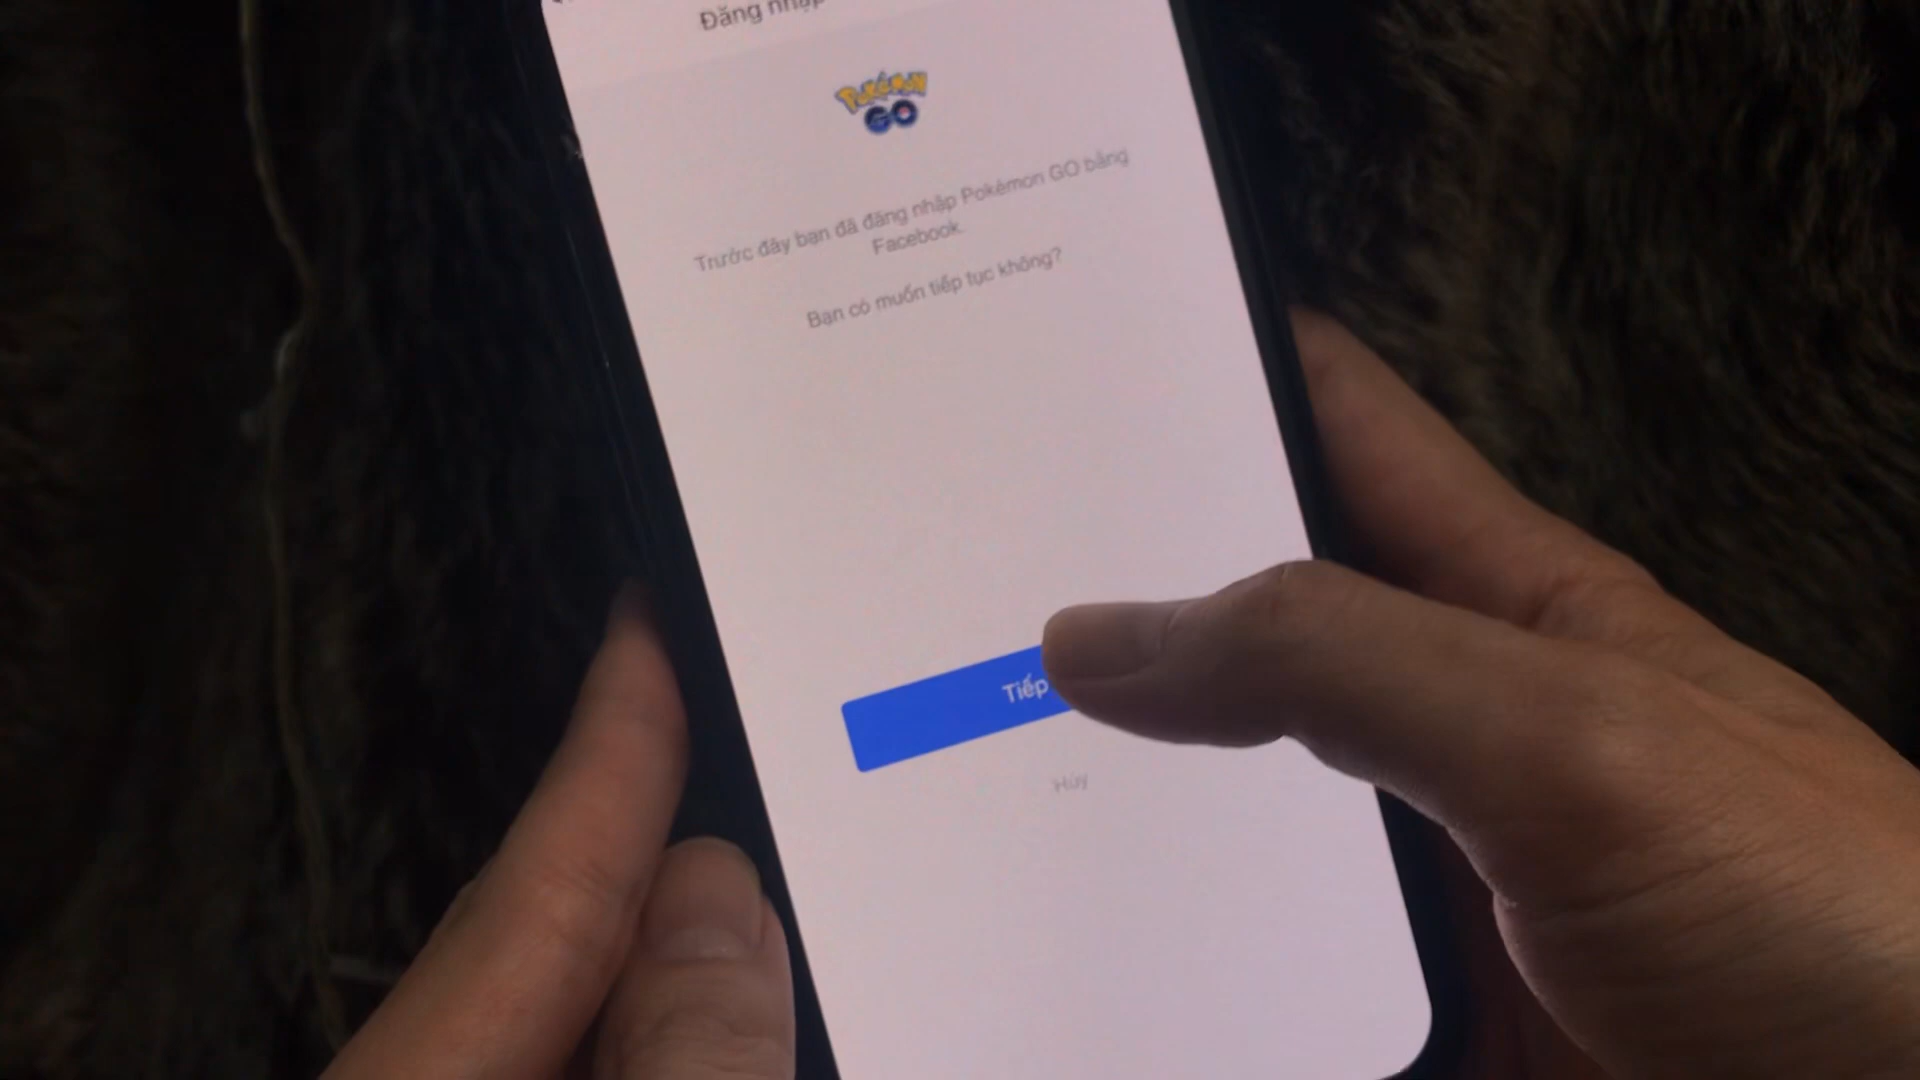 Đăng nhập
POKÉMON
GO
Trước đây bạn đã đăng nhập Pokémon GO bằng
Facebook.
Bạn có muốn tiếp tục không?
Tiếp
Hủy